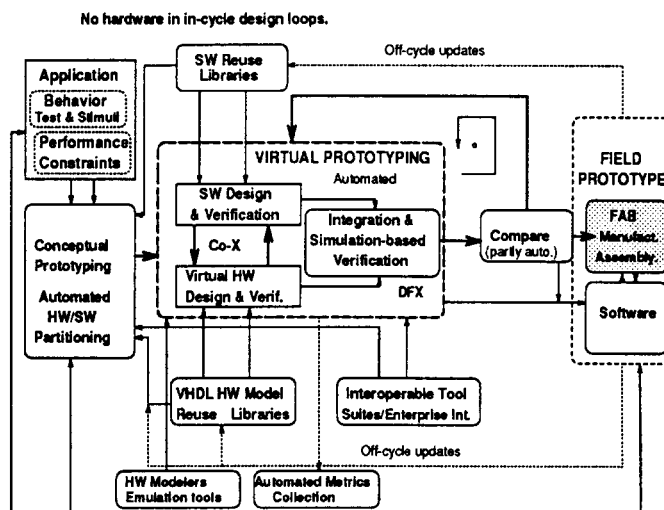 No hardware in in-cycle design loops.
SW Reuse
Libraries
Off-cycle updates
Application
Behavior
Test & Stimuli
Performance
Constraints
VIRTUAL PROTOTYPING
Automated
SW Design
& Verification
Integration &
Simulation-based
Verification
Co-X
Virtual HW
Design & Verif.
DFX
Conceptual
Prototyping
Automated
HW/SW
Partitioning
Compare
(partly auto.)
FIELD
PROTOTYPE
FAB
Manufact.
Assembly.
Software
VHDL HW Model
Reuse Libraries
Interoperable Tool
Suites/Enterprise Int.
Off-cycle updates
HW Modelers
Emulation tools
Automated Metrics
Collection